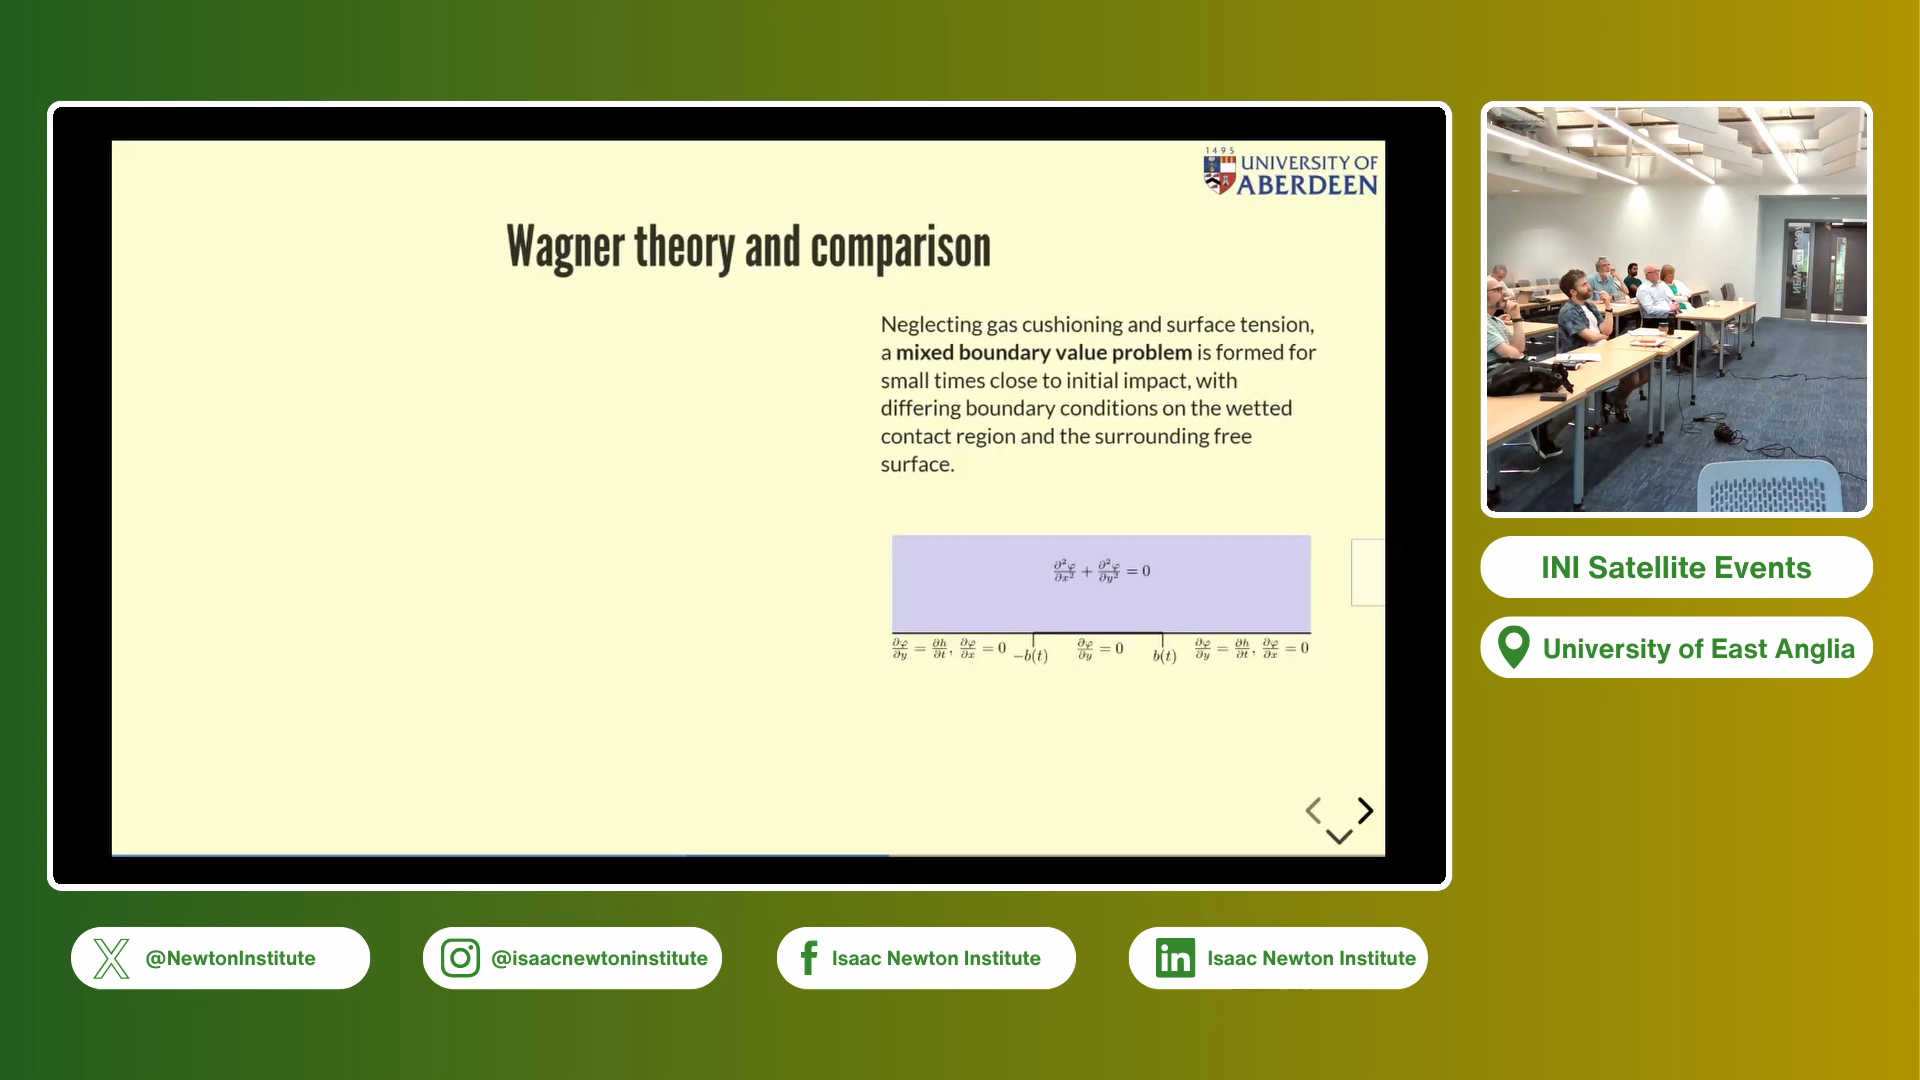 1495
UNIVERSITY OF
ABERDEEN
Wagner theory and comparison
Neglecting gas cushioning and surface tension,
a mixed boundary value problem is formed for
small times close to initial impact, with
differing boundary conditions on the wetted
contact region and the surrounding free
surface.
∂²φ/∂x² + ∂²φ/∂y² = 0
∂φ/∂y = ∂h/∂t, ∂φ/∂x = 0 −b(t) ∂φ/∂y = 0 b(t) ∂φ/∂y = ∂h/∂t, ∂φ/∂x = 0
INI Satellite Events
University of East Anglia
@NewtonInstitute
@isaacnewtoninstitute
Isaac Newton Institute
Isaac Newton Institute